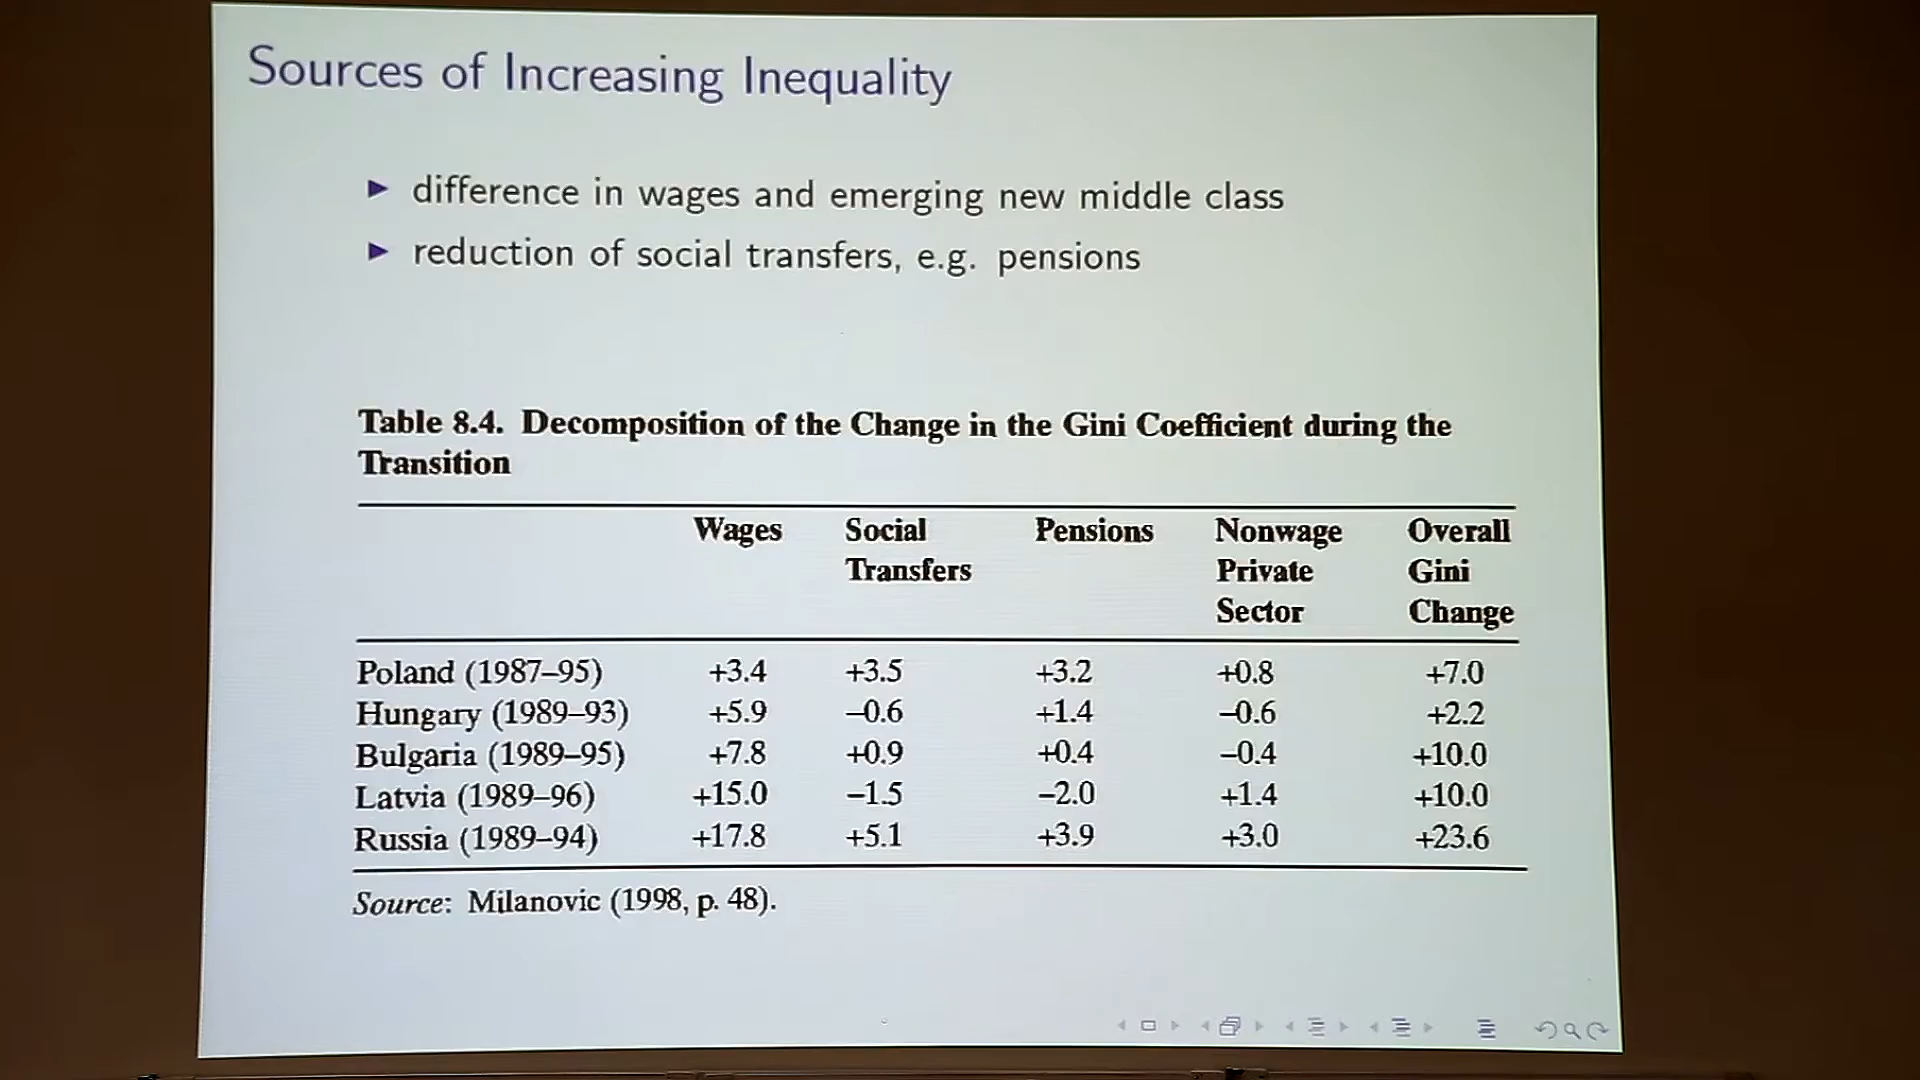 Sources of Increasing Inequality
▶ difference in wages and emerging new middle class
▶ reduction of social transfers, e.g. pensions
Table 8.4. Decomposition of the Change in the Gini Coefficient during the
Transition
Wages Social Transfers Pensions Nonwage Private Sector Overall Gini Change
Poland (1987–95) +3.4 +3.5 +3.2 +0.8 +7.0
Hungary (1989–93) +5.9 –0.6 +1.4 –0.6 +2.2
Bulgaria (1989–95) +7.8 +0.9 +0.4 –0.4 +10.0
Latvia (1989–96) +15.0 –1.5 –2.0 +1.4 +10.0
Russia (1989–94) +17.8 +5.1 +3.9 +3.0 +23.6
Source: Milanovic (1998, p. 48).